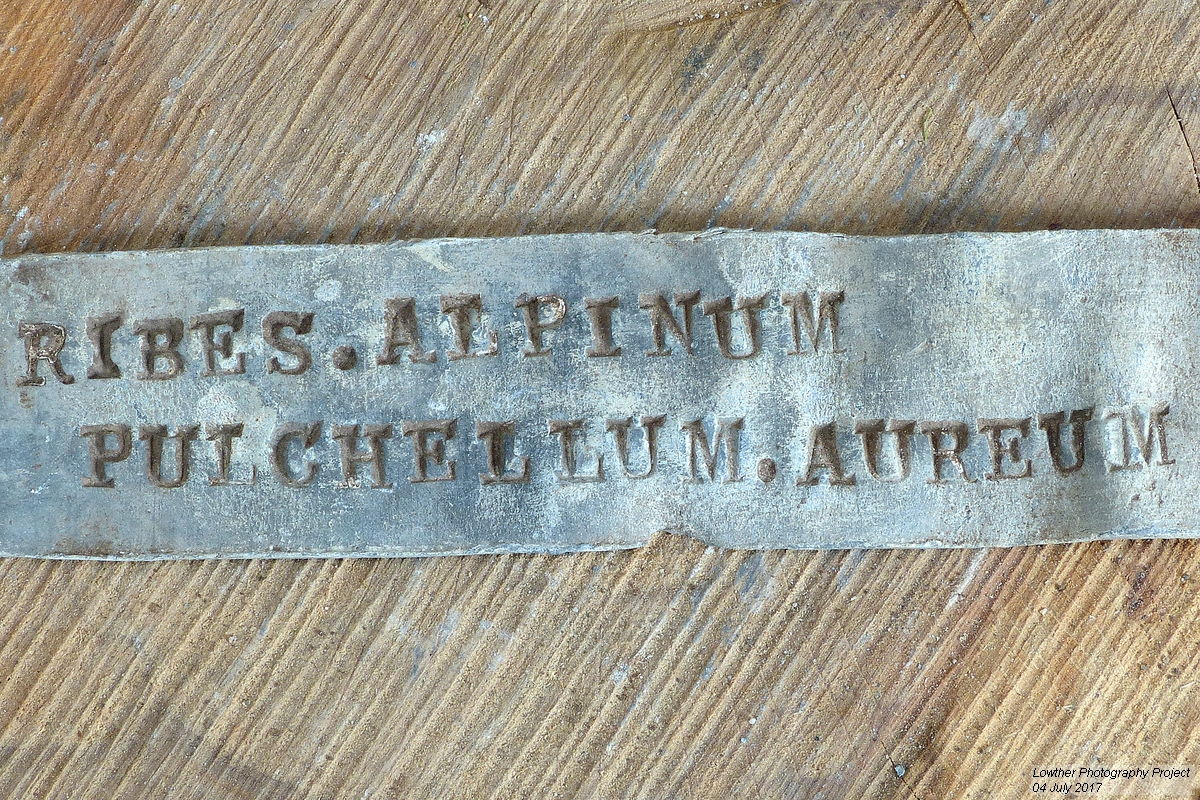 RIBES.ALPINUM
PULCHELLUM.AUREUM
Lowther Photography Project
04 July 2017